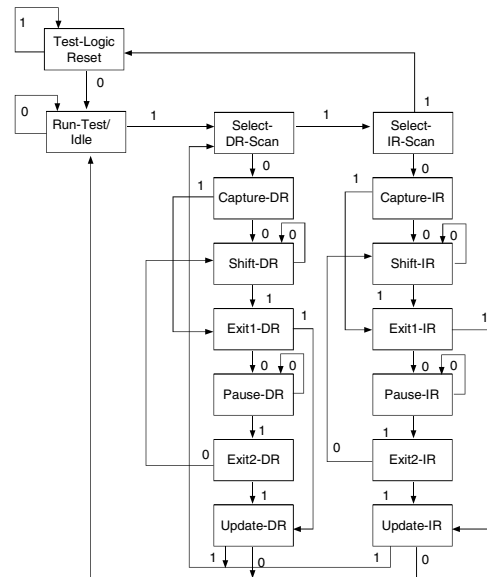 1
Test-Logic
Reset
0
0
Run-Test/
Idle
1
Select-
DR-Scan
1
Select-
IR-Scan
1
0
0
1
Capture-DR
1
Capture-IR
0
0
0
0
Shift-DR
Shift-IR
1
1
1
1
Exit1-DR
Exit1-IR
0
0
0
0
Pause-DR
Pause-IR
1
1
0
0
Exit2-DR
Exit2-IR
1
1
Update-DR
Update-IR
1
0
1
0